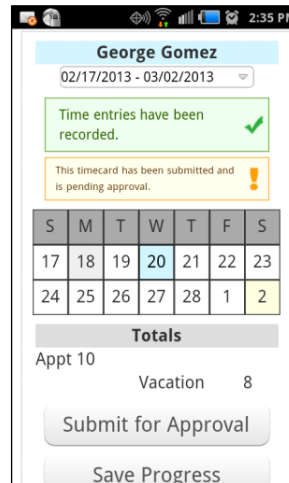 2:35 PM
George Gomez
02/17/2013 - 03/02/2013
Time entries have been
recorded.
This timecard has been submitted and
is pending approval.
S M T W T F S
17 18 19 20 21 22 23
24 25 26 27 28 1 2
Totals
Appt 10
Vacation 8
Submit for Approval
Save Progress